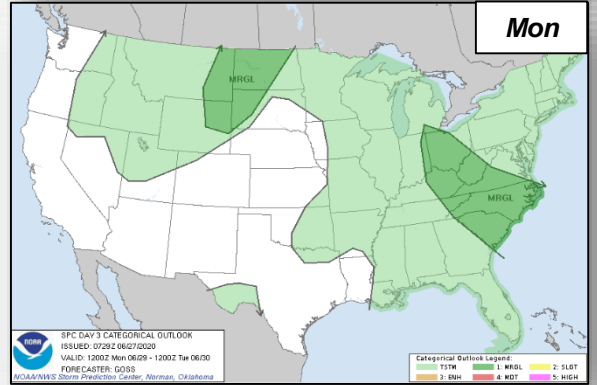 Mon
MRGL
MRGL
SPC DAY 3 CATEGORICAL OUTLOOK
ISSUED: 0729Z 06/27/2020
VALID: 1200Z Mon 06/29 - 1200Z Tue 06/30
FORECASTER: GOSS
NOAA/NWS Storm Prediction Center, Norman, Oklahoma
NOAA
Categorical Outlook Legend:
TSTM 1: MRGL 2: SLGT
3: ENH 4: MDT 5: HIGH